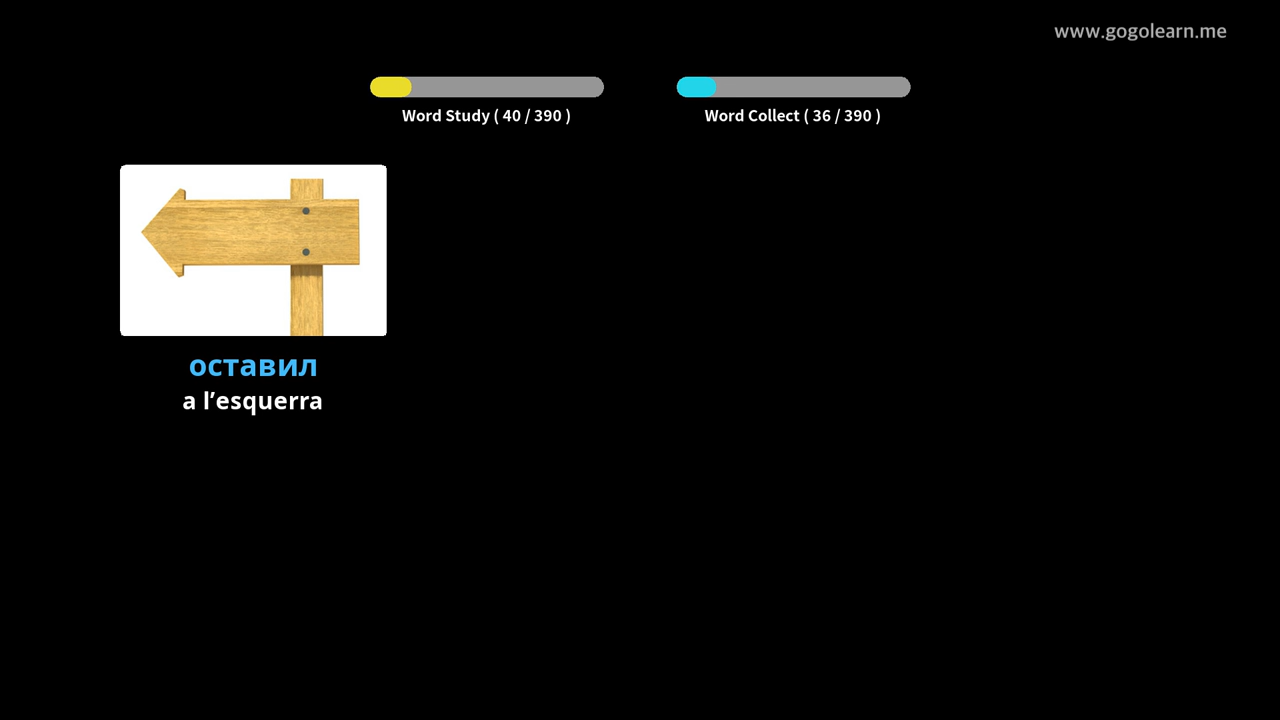 www.gogolearn.me
Word Study ( 40 / 390 )
Word Collect ( 36 / 390 )
оставил
a l’esquerra